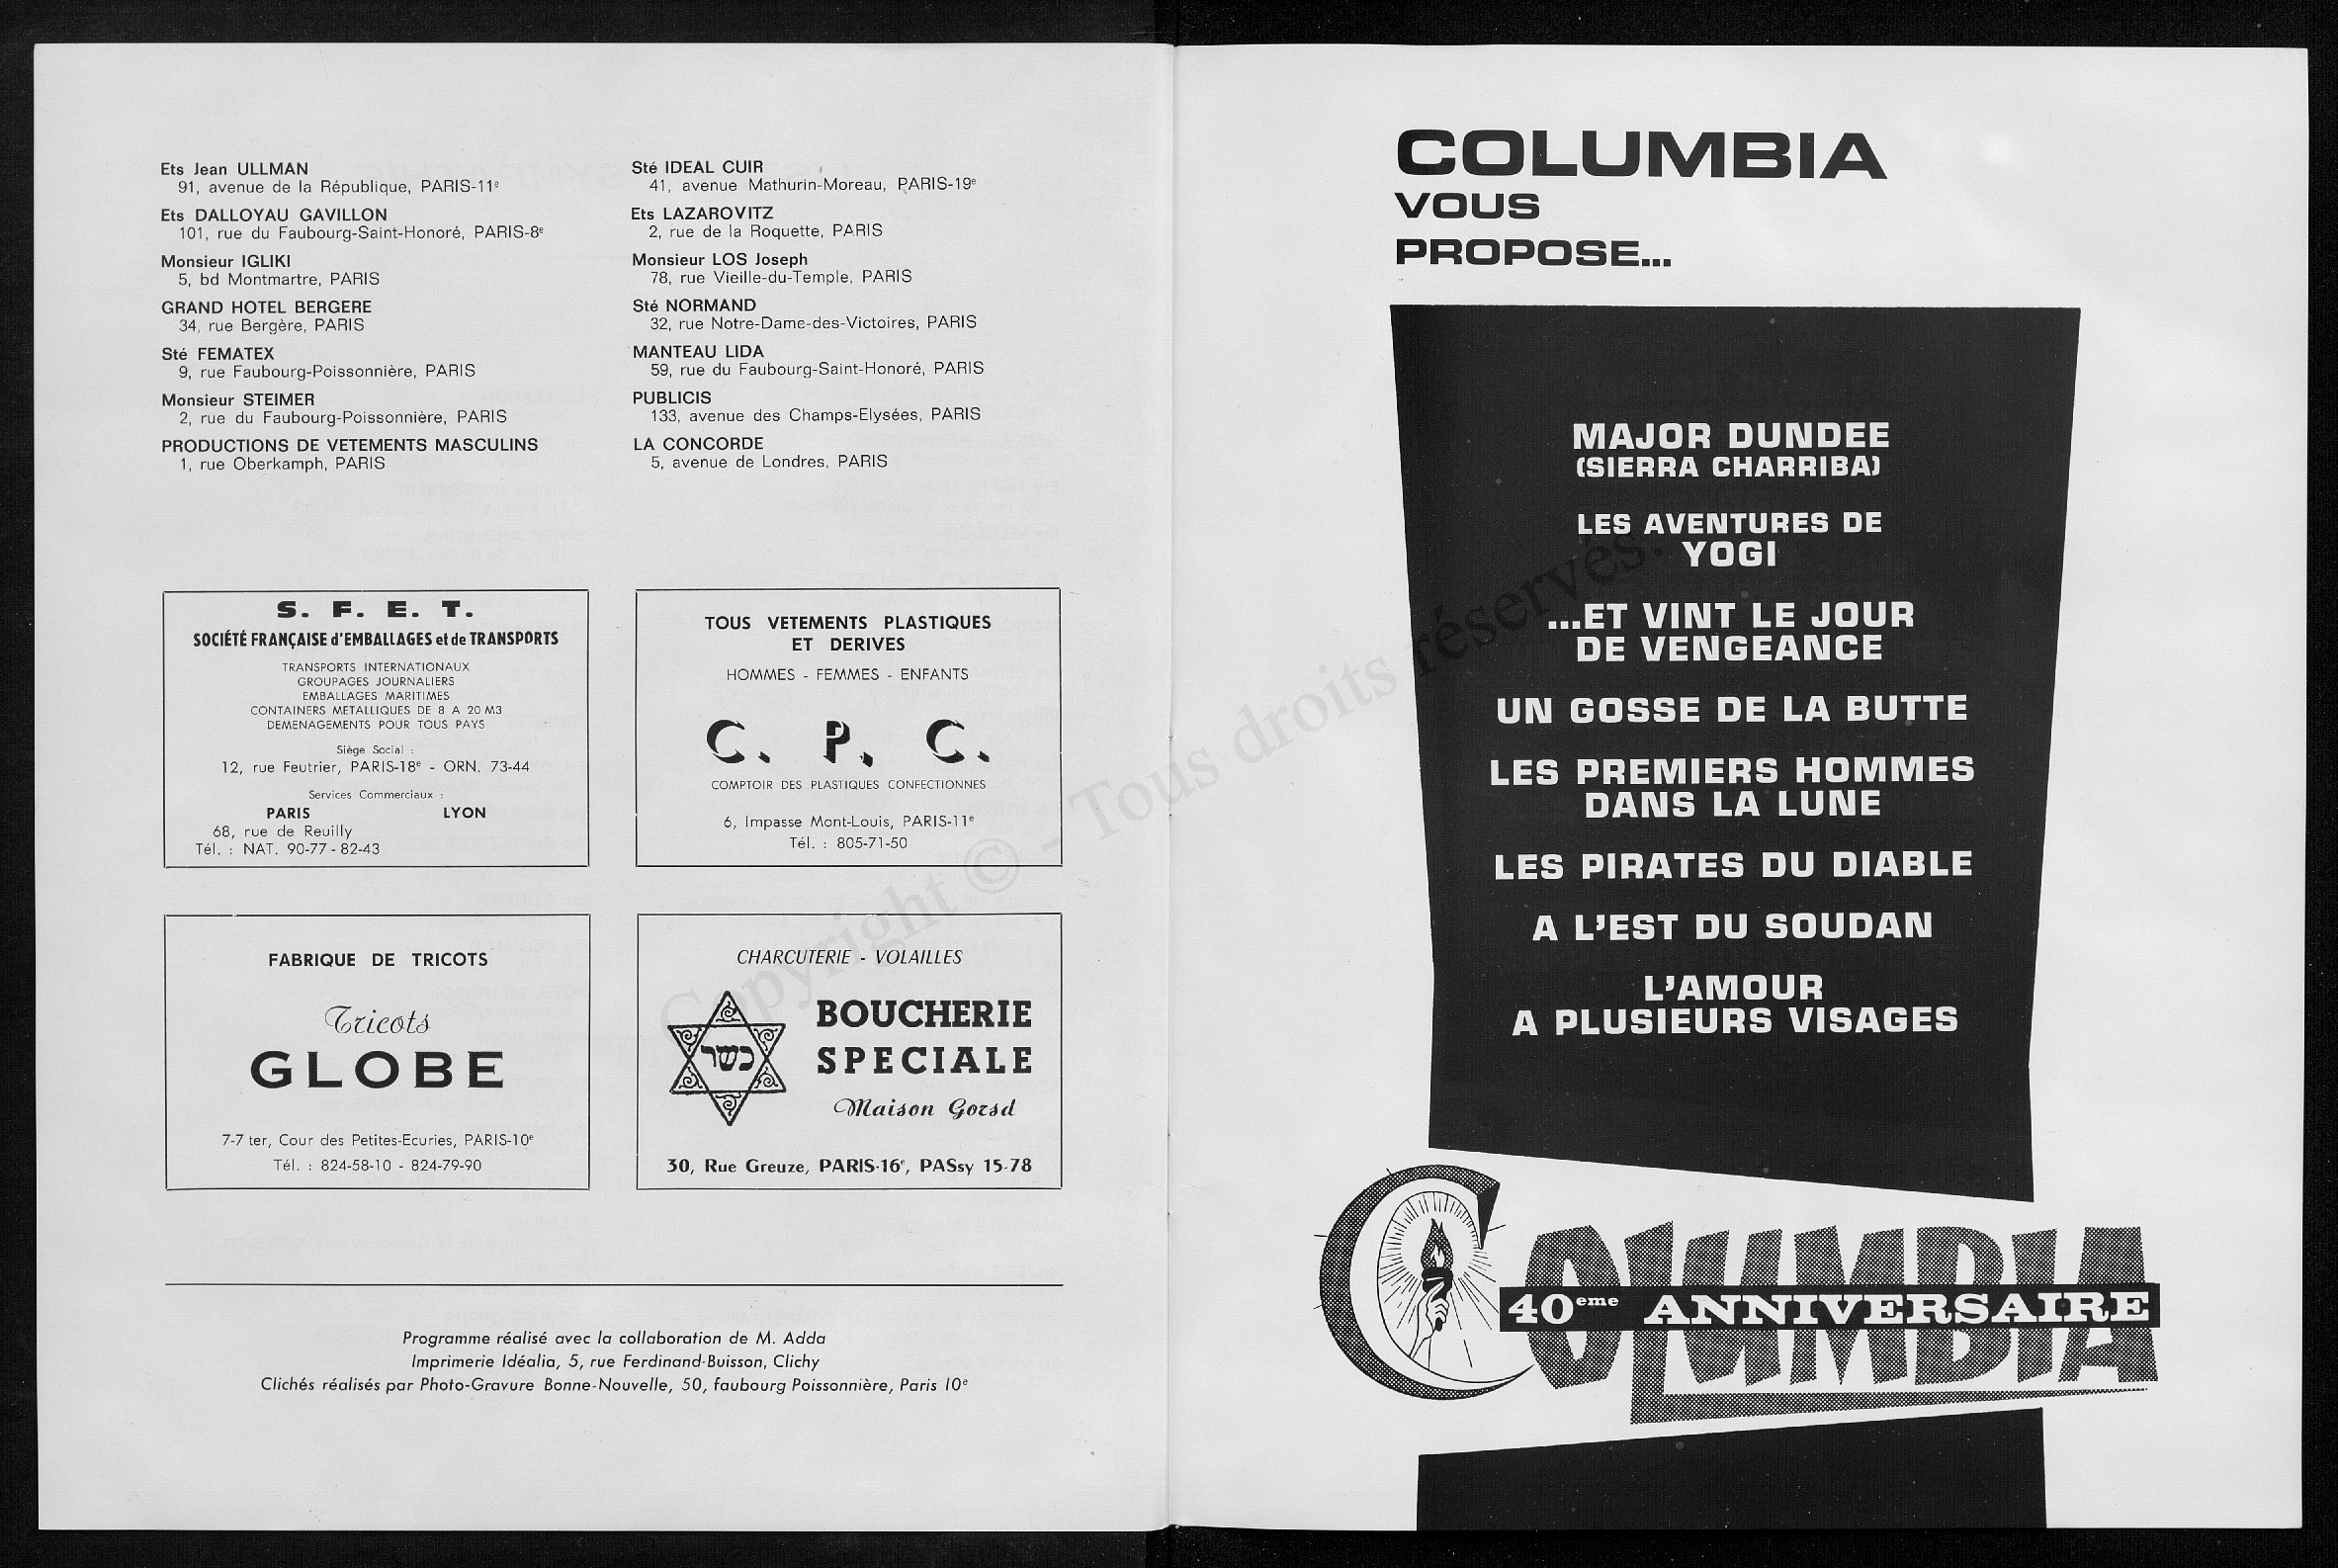 Ets Jean ULLMAN
91, avenue de la République, PARIS-11e
Ets DALLOYAU GAVILLON
101, rue du Faubourg-Saint-Honoré, PARIS-8e
Monsieur IGLIKI
5, bd Montmartre, PARIS
GRAND HOTEL BERGERE
34, rue Bergère, PARIS
Sté FEMATEX
9, rue Faubourg-Poissonnière, PARIS
Monsieur STEIMER
2, rue du Faubourg-Poissonnière, PARIS
PRODUCTIONS DE VETEMENTS MASCULINS
1, rue Oberkamph, PARIS
Sté IDEAL CUIR
41, avenue Mathurin-Moreau, PARIS-19e
Ets LAZAROVITZ
2, rue de la Roquette, PARIS
Monsieur LOS Joseph
78, rue Vieille-du-Temple, PARIS
Sté NORMAND
32, rue Notre-Dame-des-Victoires, PARIS
MANTEAU LIDA
59, rue du Faubourg-Saint-Honoré, PARIS
PUBLICIS
133, avenue des Champs-Elysées, PARIS
LA CONCORDE
5, avenue de Londres, PARIS
S. F. E. T.
SOCIÉTÉ FRANÇAISE d'EMBALLAGES et de TRANSPORTS
TRANSPORTS INTERNATIONAUX
GROUPAGES JOURNALIERS
EMBALLAGES MARITIMES
CONTAINERS METALLIQUES DE 8 A 20 M3
DEMENAGEMENTS POUR TOUS PAYS
Siège Social :
12, rue Feutrier, PARIS-18e - ORN. 73-44
Services Commerciaux :
PARIS LYON
68, rue de Reuilly
Tél. : NAT. 90-77 - 82-43
TOUS VETEMENTS PLASTIQUES
ET DERIVES
HOMMES - FEMMES - ENFANTS
C. P. C.
COMPTOIR DES PLASTIQUES CONFECTIONNES
6, Impasse Mont-Louis, PARIS-11e
Tél. : 805-71-50
FABRIQUE DE TRICOTS
Tricots
GLOBE
7-7 ter, Cour des Petites-Ecuries, PARIS-10e
Tél. : 824-58-10 - 824-79-90
CHARCUTERIE - VOLAILLES
כשר
BOUCHERIE
SPECIALE
Maison Gorsd
30, Rue Greuze, PARIS-16e, PASsy 15-78
Programme réalisé avec la collaboration de M. Adda
Imprimerie Idéalia, 5, rue Ferdinand-Buisson, Clichy
Clichés réalisés par Photo-Gravure Bonne-Nouvelle, 50, faubourg Poissonnière, Paris 10e
COLUMBIA
VOUS
PROPOSE...
MAJOR DUNDEE
(SIERRA CHARRIBA)
LES AVENTURES DE
YOGI
...ET VINT LE JOUR
DE VENGEANCE
UN GOSSE DE LA BUTTE
LES PREMIERS HOMMES
DANS LA LUNE
LES PIRATES DU DIABLE
A L'EST DU SOUDAN
L'AMOUR
A PLUSIEURS VISAGES
COLUMBIA
40eme ANNIVERSAIRE
Copyright © - Tous droits réservés.